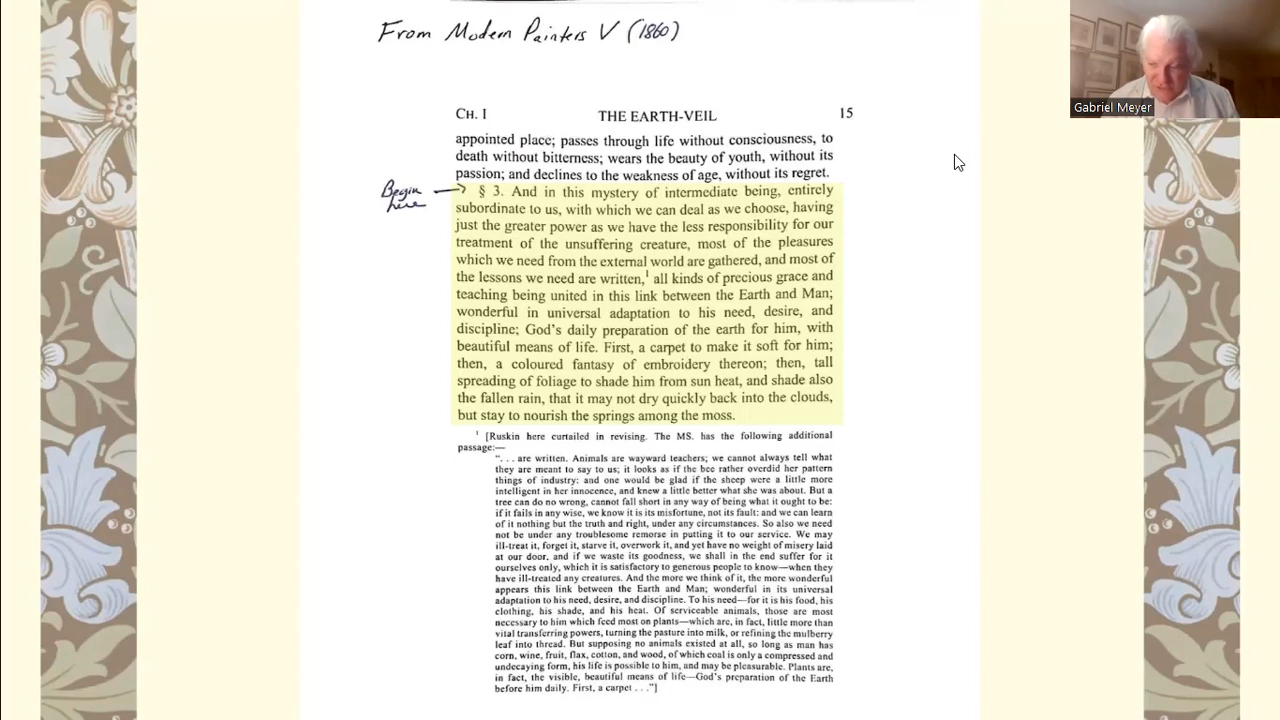 From Modern Painters V (1860)
Gabriel Meyer
CH. I THE EARTH-VEIL 15
appointed place; passes through life without consciousness, to
death without bitterness; wears the beauty of youth, without its
passion; and declines to the weakness of age, without its regret.
Begin here → § 3. And in this mystery of intermediate being, entirely
subordinate to us, with which we can deal as we choose, having
just the greater power as we have the less responsibility for our
treatment of the unsuffering creature, most of the pleasures
which we need from the external world are gathered, and most of
the lessons we need are written,¹ all kinds of precious grace and
teaching being united in this link between the Earth and Man;
wonderful in universal adaptation to his need, desire, and
discipline; God's daily preparation of the earth for him, with
beautiful means of life. First, a carpet to make it soft for him;
then, a coloured fantasy of embroidery thereon; then, tall
spreading of foliage to shade him from sun heat, and shade also
the fallen rain, that it may not dry quickly back into the clouds,
but stay to nourish the springs among the moss.
¹ [Ruskin here curtailed in revising. The MS. has the following additional
passage:—
". . . are written. Animals are wayward teachers; we cannot always tell what
they are meant to say to us; it looks as if the bee rather overdid her pattern
things of industry: and one would be glad if the sheep were a little more
intelligent in her innocence, and knew a little better what she was about. But a
tree can do no wrong, cannot fall short in any way of being what it ought to be:
if it fails in any wise, we know it is its misfortune, not its fault: and we can learn
of it nothing but the truth and right, under any circumstances. So also we need
not be under any troublesome remorse in putting it to our service. We may
ill-treat it, forget it, starve it, overwork it, and yet have no weight of misery laid
at our door, and if we waste its goodness, we shall in the end suffer for it
ourselves only, which it is satisfactory to generous people to know—when they
have ill-treated any creatures. And the more we think of it, the more wonderful
appears this link between the Earth and Man; wonderful in its universal
adaptation to his need, desire, and discipline. To his need—for it is his food, his
clothing, his shade, and his heat. Of serviceable animals, those are most
necessary to him which feed most on plants—which are, in fact, little more than
vital transferring powers, turning the pasture into milk, or refining the mulberry
leaf into thread. But supposing no animals existed at all, so long as man has
corn, wine, fruit, flax, cotton, and wood, of which coal is only a compressed and
undecaying form, his life is possible to him, and may be pleasurable. Plants are,
in fact, the visible, beautiful means of life—God's preparation of the Earth
before him daily. First, a carpet . . ."]